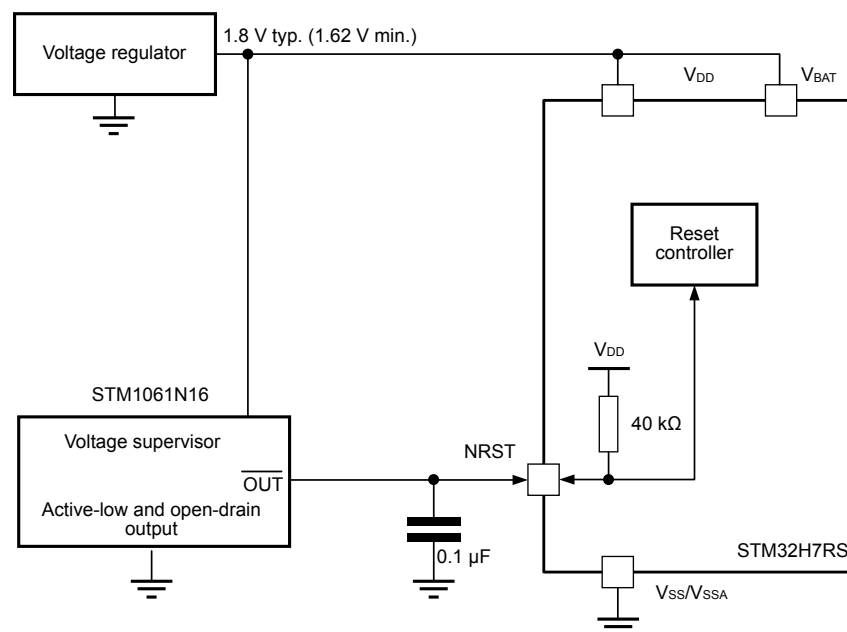 1.8 V typ. (1.62 V min.)
Voltage regulator
VDD
VBAT
Reset
controller
VDD
STM1061N16
40 kΩ
Voltage supervisor
NRST
OUT
Active-low and open-drain
output
0.1 µF
STM32H7RS
VSS/VSSA